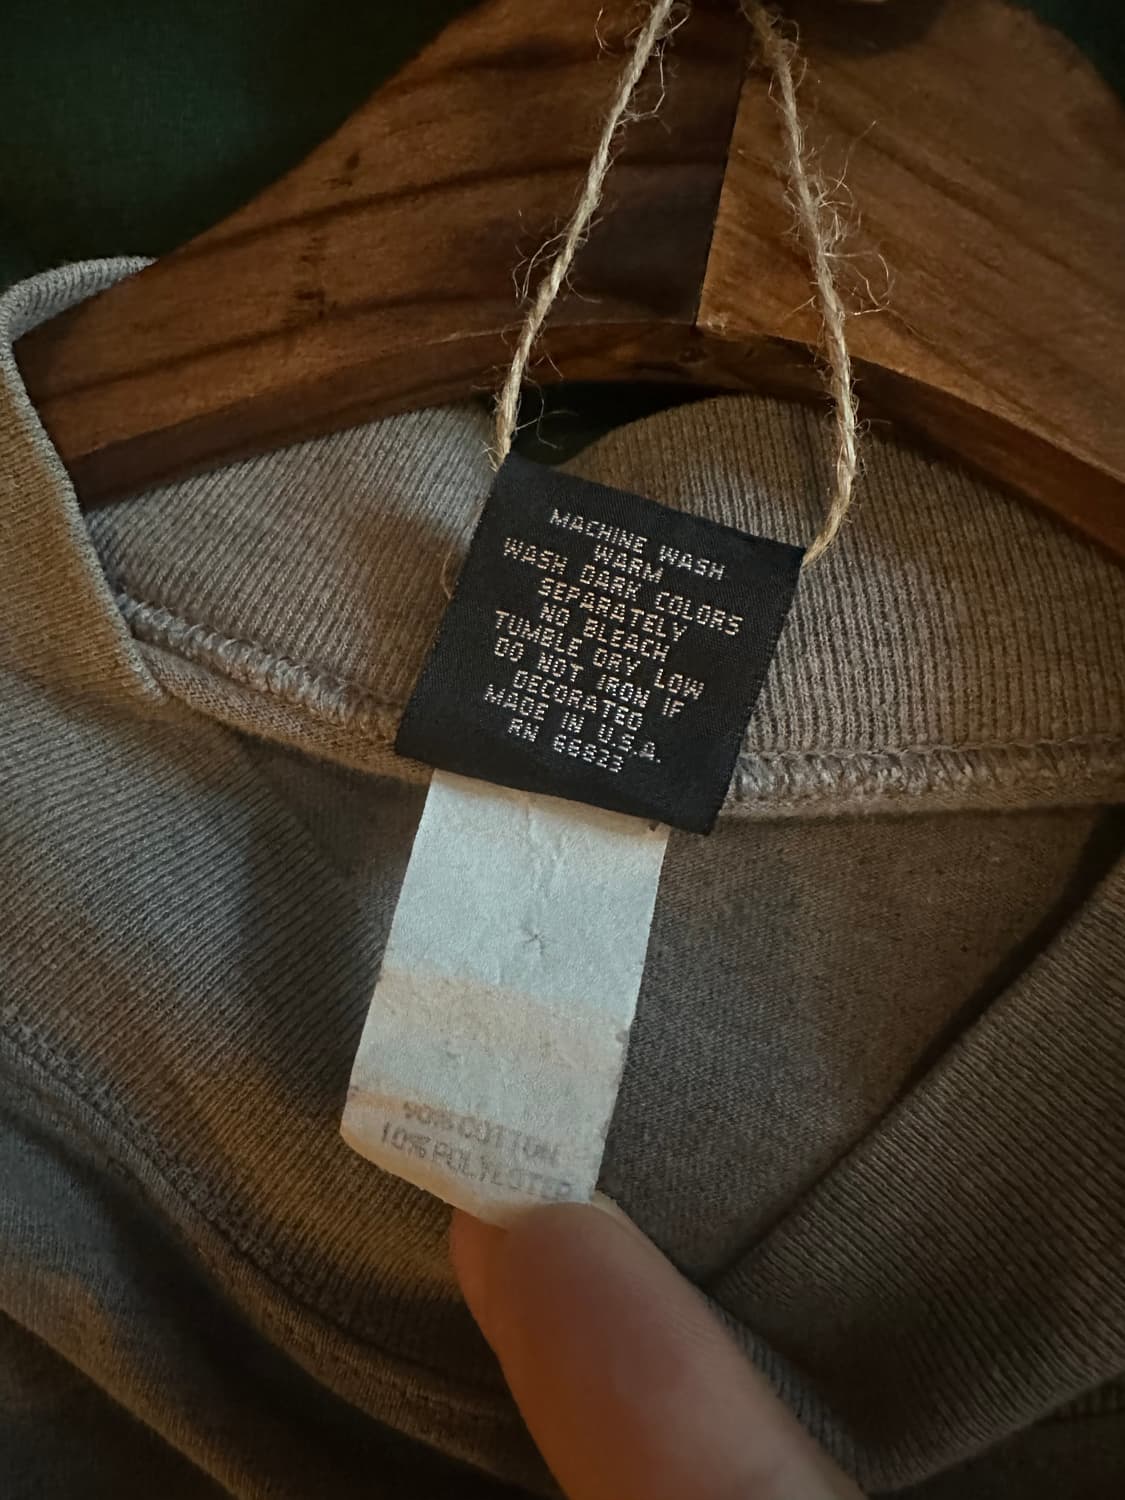 MACHINE WASH
WARM
WASH DARK COLORS
SEPARATELY
NO BLEACH
TUMBLE DRY LOW
DO NOT IRON IF
DECORATED
MADE IN U.S.A.
RN 66623
90% COTTON
10% POLYESTER